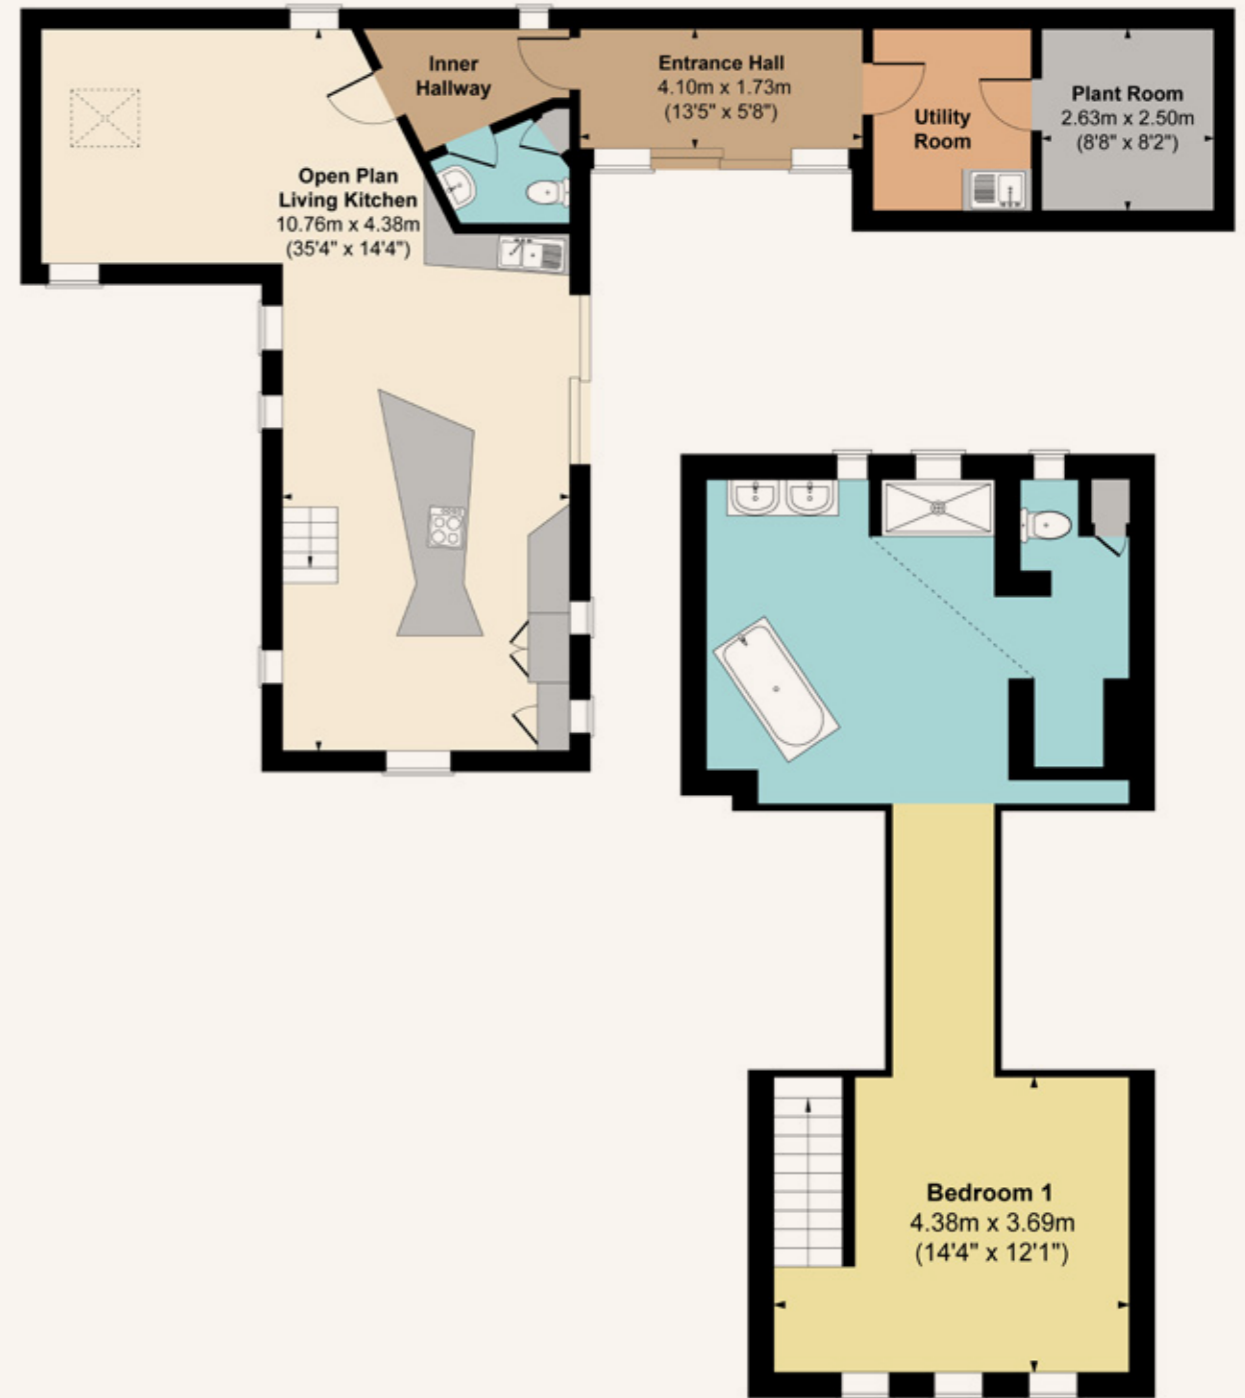 Inner
Hallway
Entrance Hall
4.10m x 1.73m
(13'5" x 5'8")
Utility
Room
Plant Room
2.63m x 2.50m
(8'8" x 8'2")
Open Plan
Living Kitchen
10.76m x 4.38m
(35'4" x 14'4")
Bedroom 1
4.38m x 3.69m
(14'4" x 12'1")